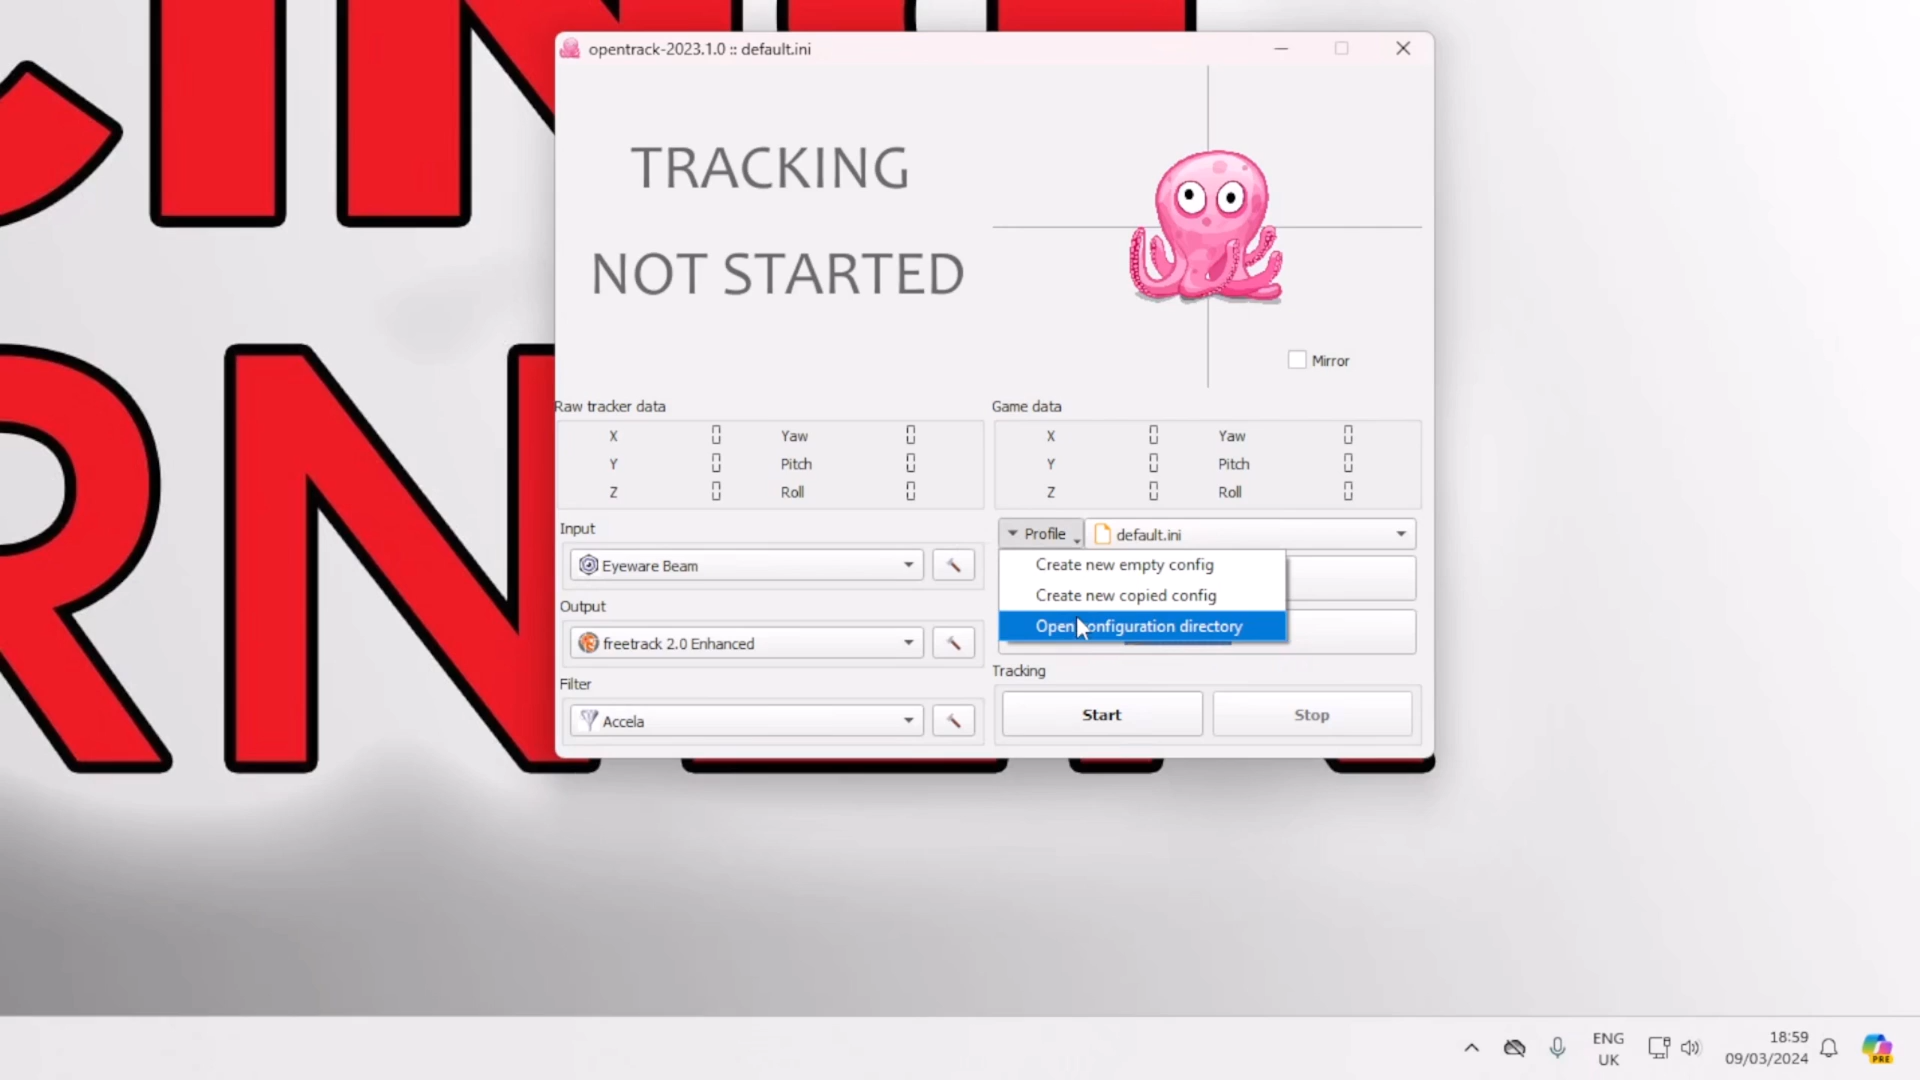 opentrack-2023.1.0 :: default.ini
TRACKING
NOT STARTED
Mirror
Raw tracker data
X Yaw
Y Pitch
Z Roll
Game data
X Yaw
Y Pitch
Z Roll
Input
Eyeware Beam
Output
freetrack 2.0 Enhanced
Filter
Accela
Profile default.ini
Create new empty config
Create new copied config
Open configuration directory
Tracking
Start Stop
ENG
UK
18:59
09/03/2024
PRE